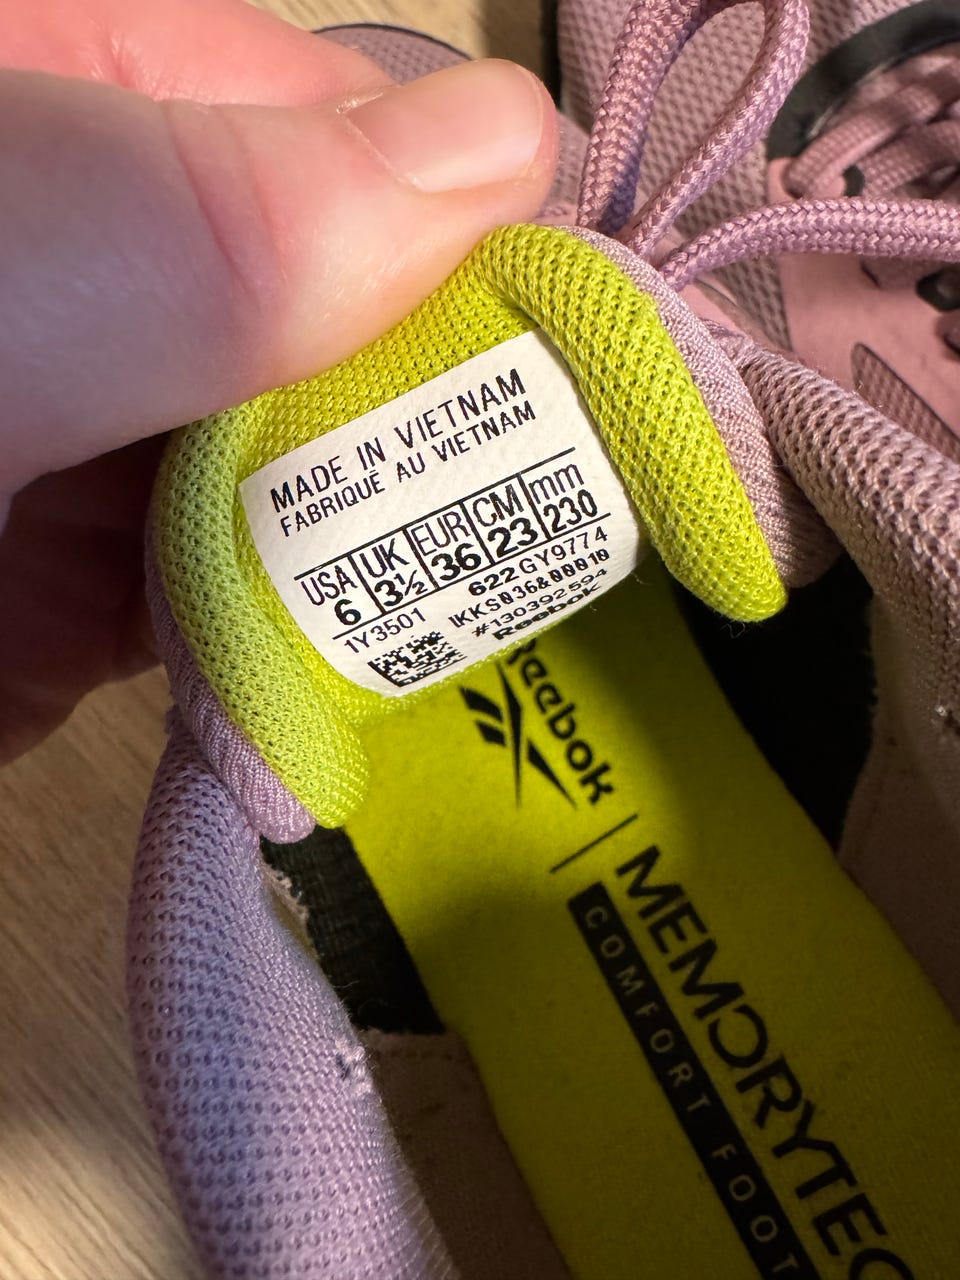 MADE IN VIETNAM
FABRIQUÉ AU VIETNAM
USA UK EUR CM mm
6 3½ 36 23 230
1Y3501 622 GY9774
IKKS036&00010
#130392594
Reebok
Reebok
MEMORYTEC
COMFORT FOOT